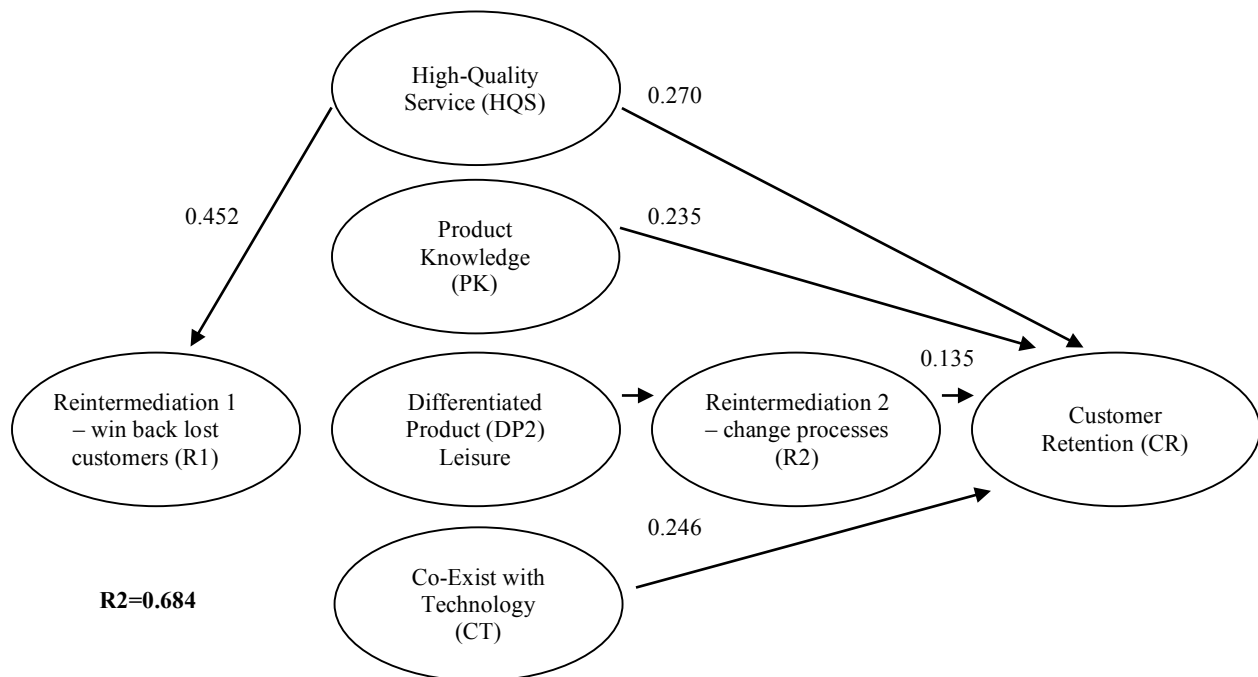 High-Quality
Service (HQS)
0.270
0.452
Product
Knowledge
(PK)
0.235
Reintermediation 1
– win back lost
customers (R1)
Differentiated
Product (DP2)
Leisure
Reintermediation 2
– change processes
(R2)
0.135
Customer
Retention (CR)
0.246
Co-Exist with
Technology
(CT)
R2=0.684